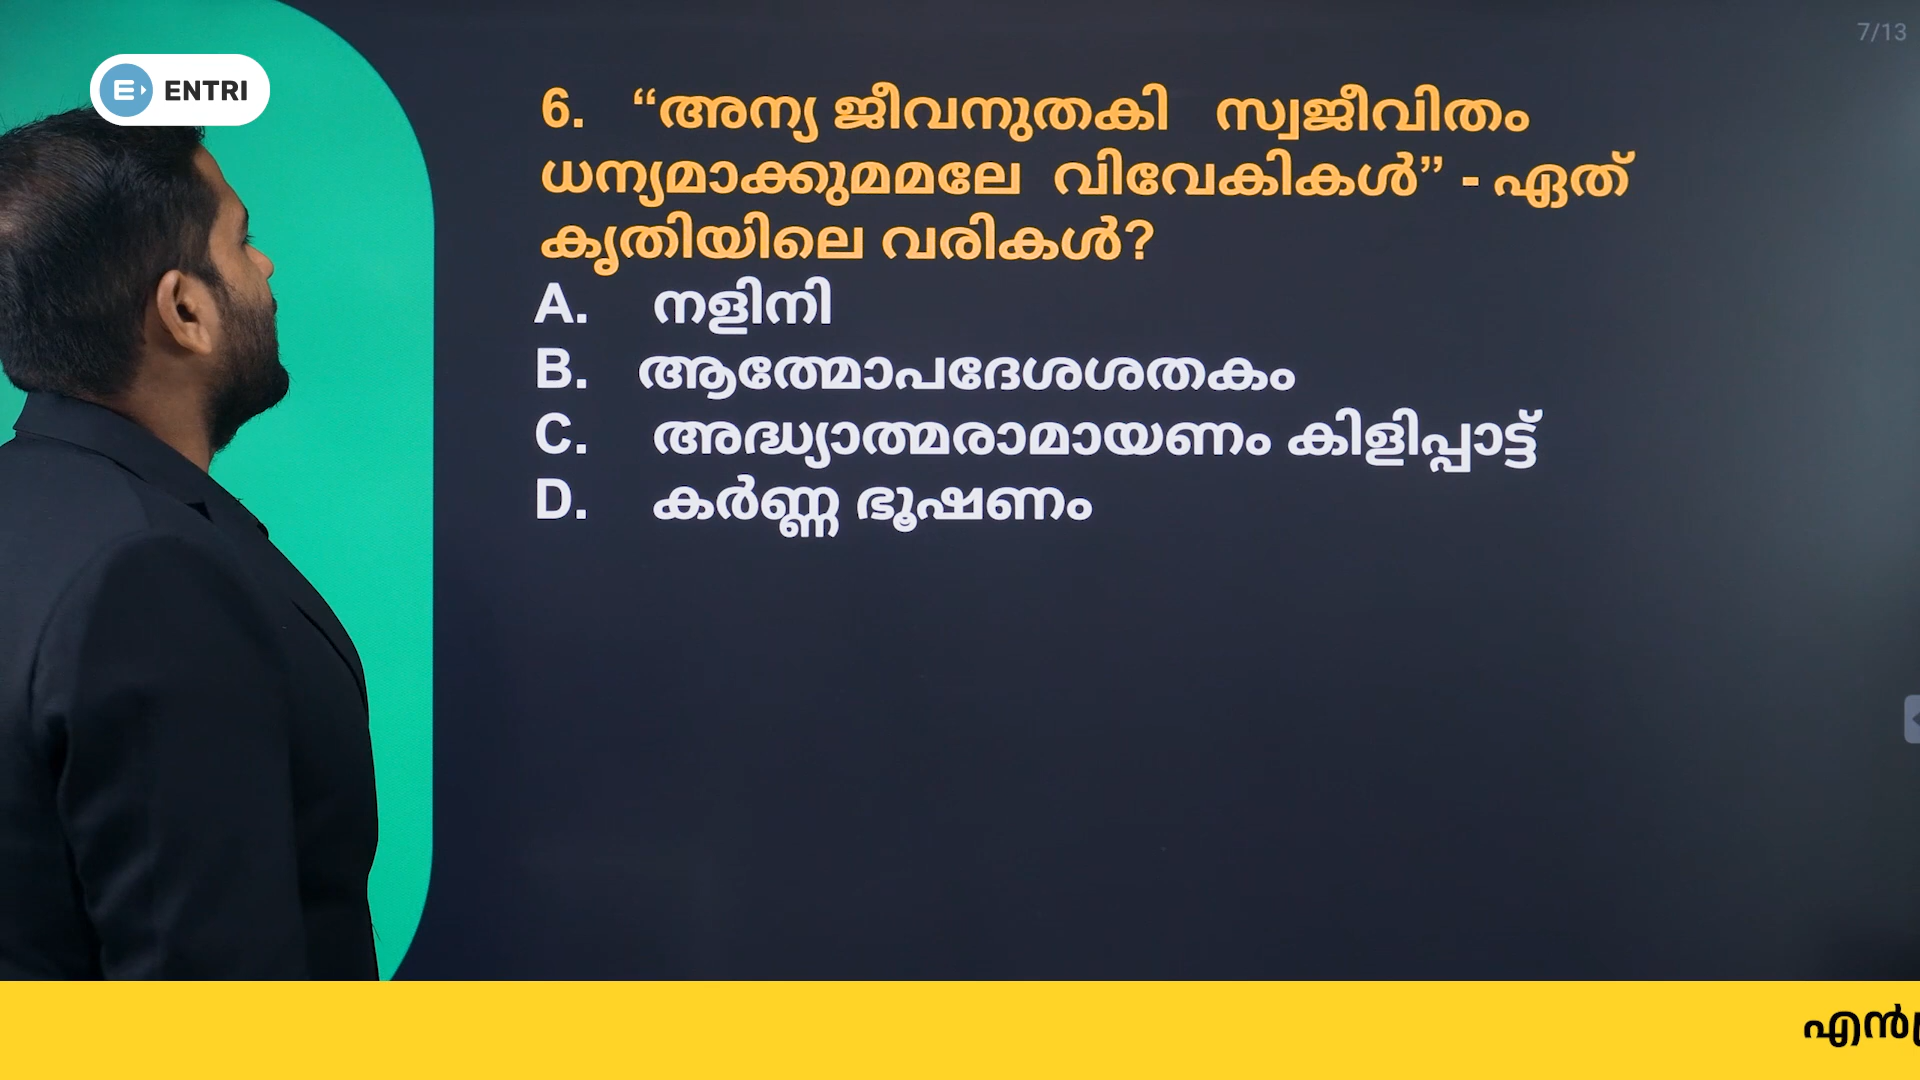 7/13
ENTRI
6. “അന്യ ജീവനുതകി സ്വജീവിതം
ധന്യമാക്കുമമലേ വിവേകികൾ” - ഏത്
കൃതിയിലെ വരികൾ?
A. നളിനി
B. ആത്മോപദേശശതകം
C. അദ്ധ്യാത്മരാമായണം കിളിപ്പാട്ട്
D. കർണ്ണ ഭൂഷണം